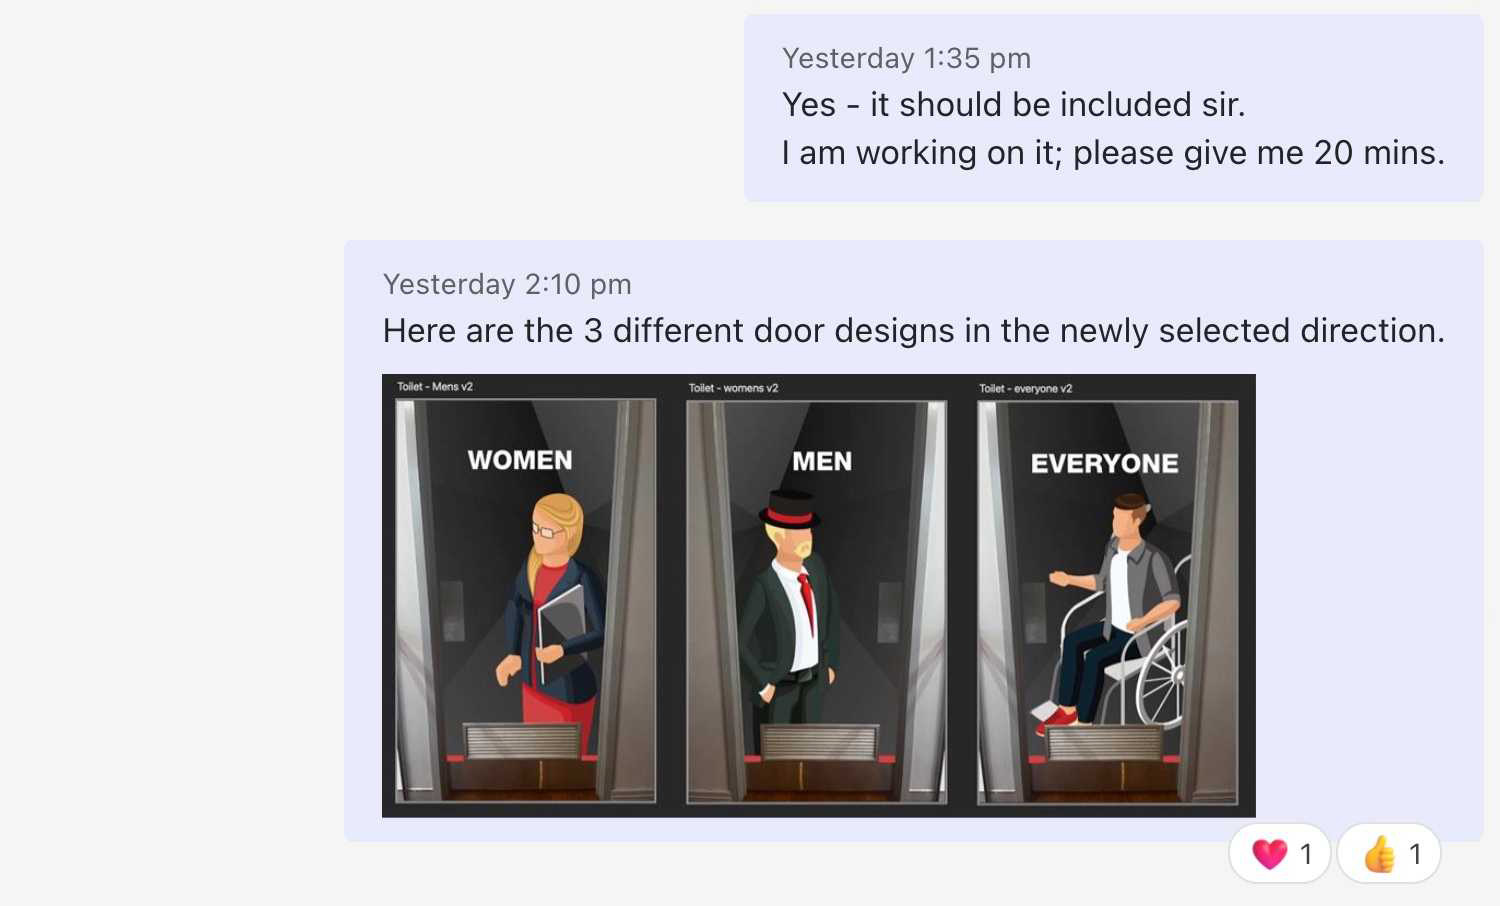 Yesterday 1:35 pm
Yes - it should be included sir.
I am working on it; please give me 20 mins.
Yesterday 2:10 pm
Here are the 3 different door designs in the newly selected direction.
Toilet - Mens v2
Toilet - womens v2
Toilet - everyone v2
WOMEN
MEN
EVERYONE
1
1